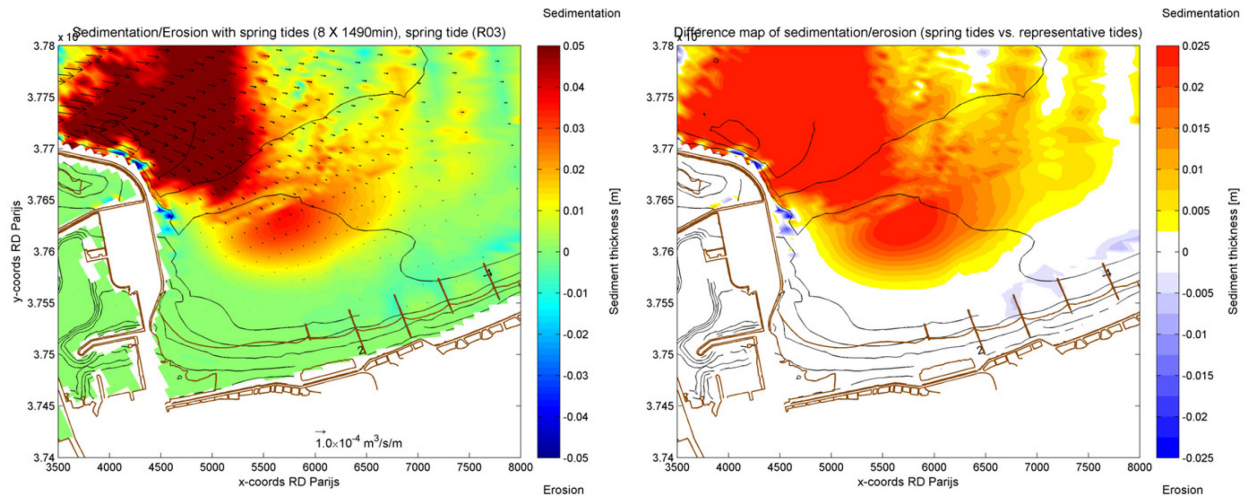 Sedimentation
3.78 x 10
Sedimentation/Erosion with spring tides (8 X 1490min), spring tide (R03)
0.05
3.775
0.04
0.03
3.77
0.02
3.765
0.01
y-coords RD Parijs
3.76
0
Sediment thickness [m]
-0.01
3.755
-0.02
2
3.75
-0.03
3.745
-0.04
1.0×10⁻⁴ m³/s/m
3.74
-0.05
3500 4000 4500 5000 5500 6000 6500 7000 7500 8000
x-coords RD Parijs
Erosion
Sedimentation
3.78 x 10
Difference map of sedimentation/erosion (spring tides vs. representative tides)
0.025
3.775
0.02
0.015
3.77
0.01
3.765
0.005
3.76
0
Sediment thickness [m]
-0.005
3.755
-0.01
2
3.75
-0.015
3.745
-0.02
3.74
-0.025
3500 4000 4500 5000 5500 6000 6500 7000 7500 8000
x-coords RD Parijs
Erosion